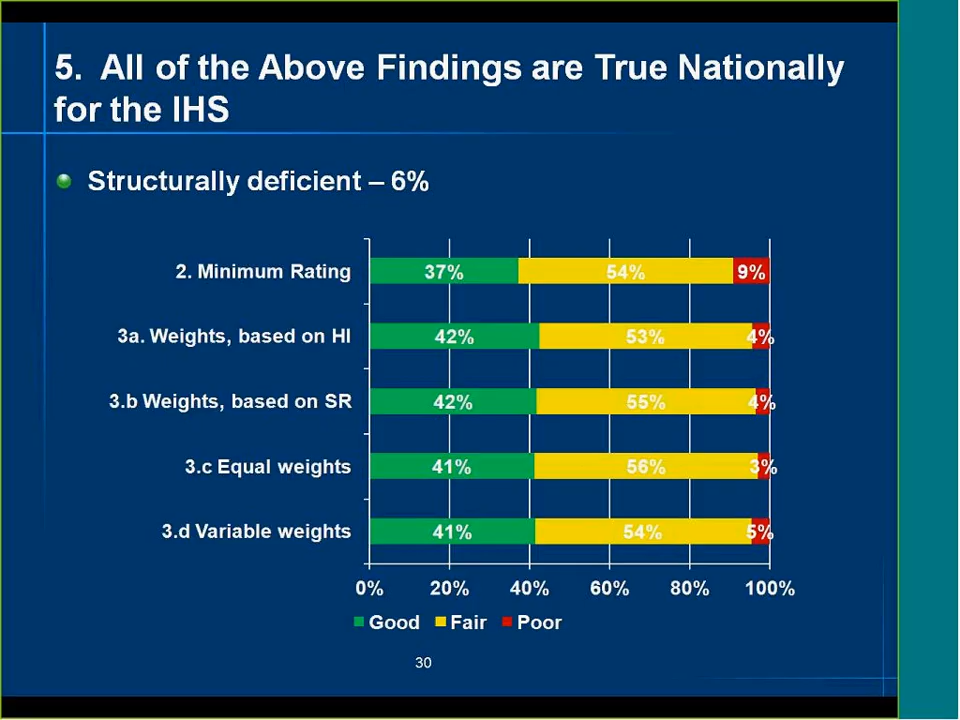 5. All of the Above Findings are True Nationally
for the IHS
Structurally deficient – 6%
2. Minimum Rating 37% 54% 9%
3a. Weights, based on HI 42% 53% 4%
3.b Weights, based on SR 42% 55% 4%
3.c Equal weights 41% 56% 3%
3.d Variable weights 41% 54% 5%
0% 20% 40% 60% 80% 100%
Good Fair Poor
30